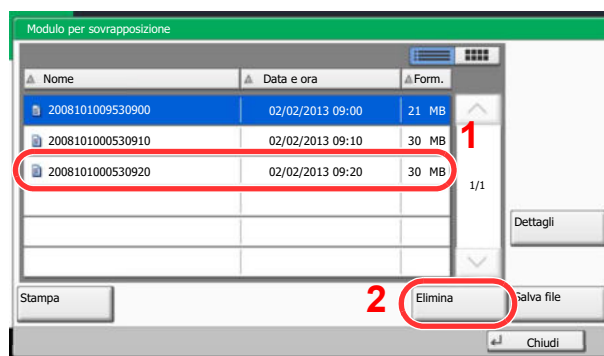 Modulo per sovrapposizione
Nome Data e ora Form.
2008101009530900 02/02/2013 09:00 21 MB
1
2008101000530910 02/02/2013 09:10 30 MB
2008101000530920 02/02/2013 09:20 30 MB
1/1
Dettagli
Stampa 2 Elimina Salva file
Chiudi